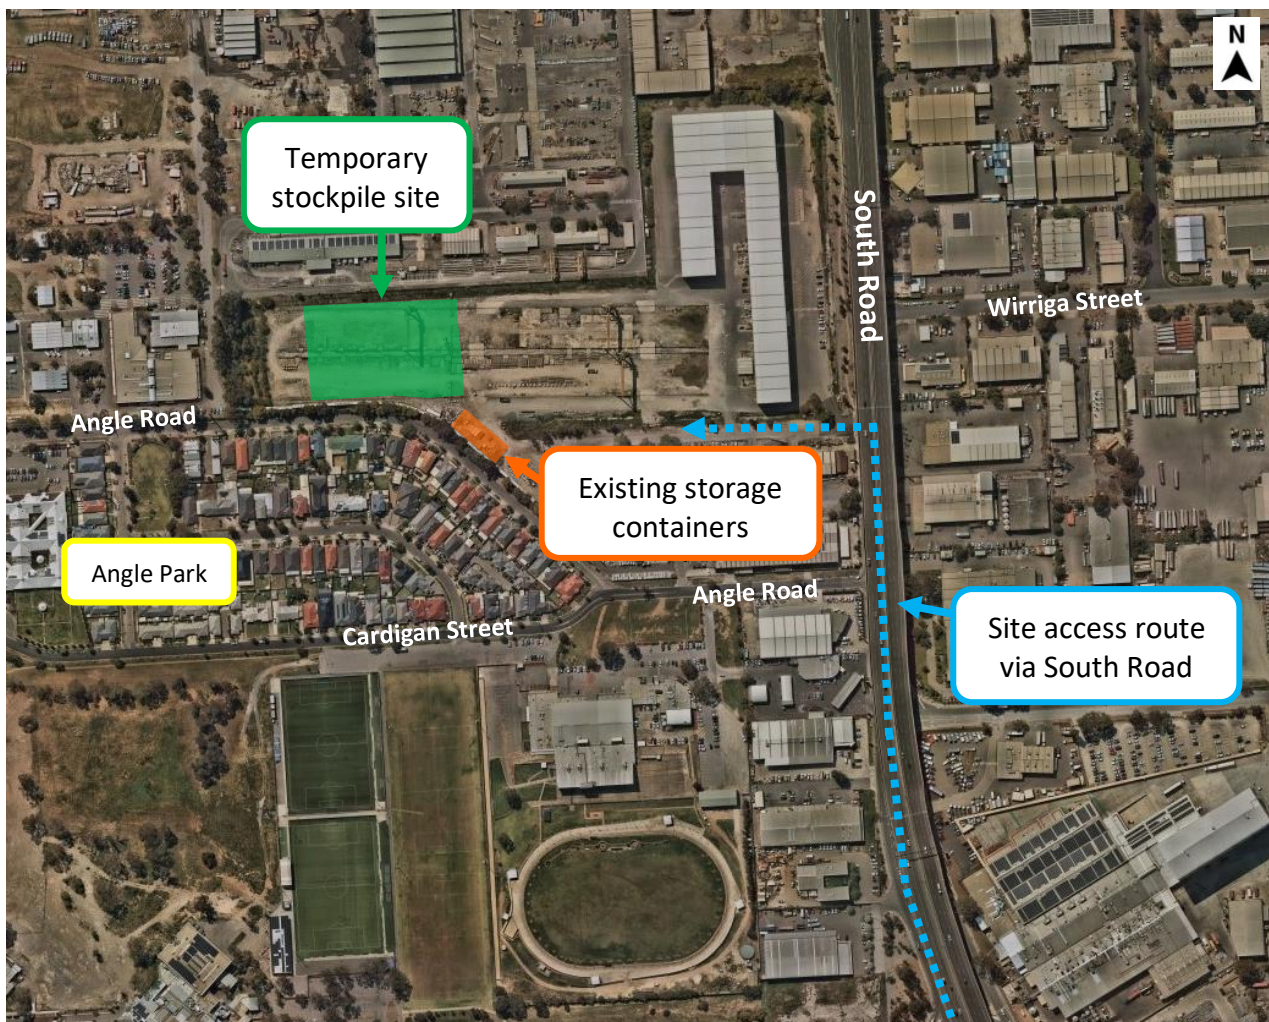 N
Temporary
stockpile site
South Road
Wirriga Street
Angle Road
Existing storage
containers
Angle Park
Angle Road
Cardigan Street
Site access route
via South Road